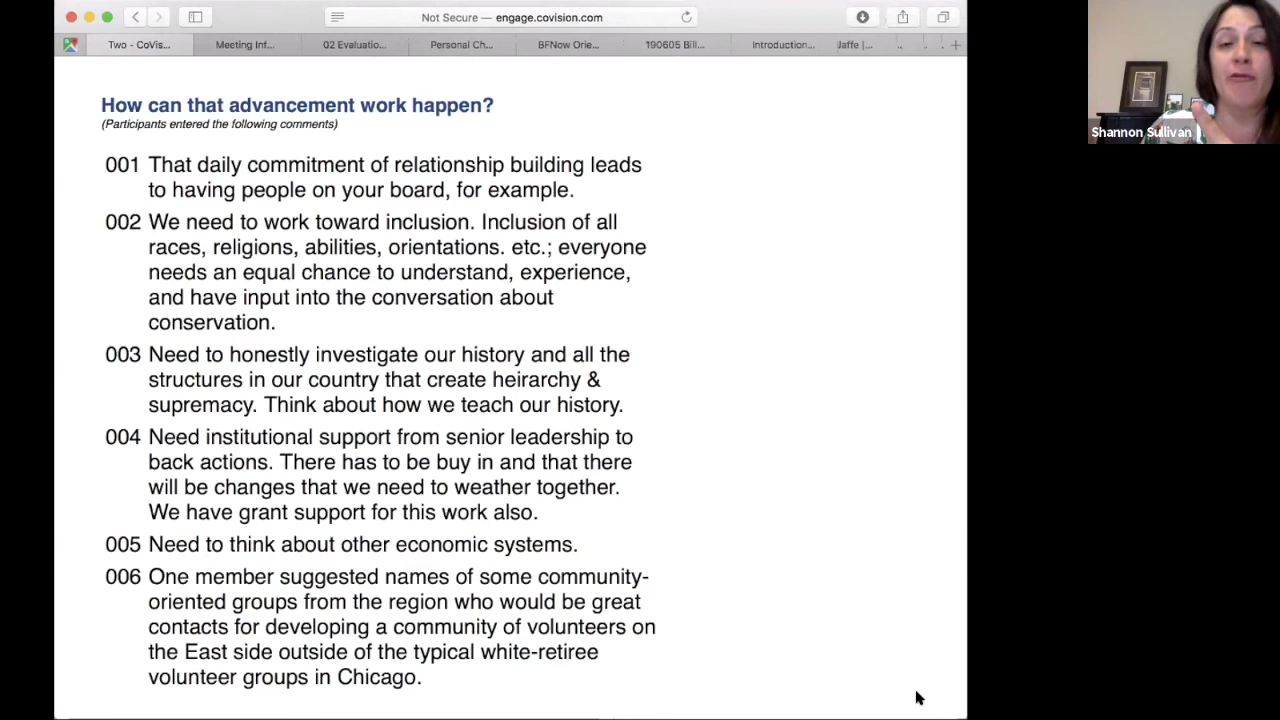 Not Secure — engage.covision.com
Two - CoVis...
Meeting Inf...
02 Evaluatio...
Personal Ch...
BFNow Orie...
190605 Bili...
Introduction...
Jaffe |...
How can that advancement work happen?
(Participants entered the following comments)
001 That daily commitment of relationship building leads
to having people on your board, for example.
002 We need to work toward inclusion. Inclusion of all
races, religions, abilities, orientations. etc.; everyone
needs an equal chance to understand, experience,
and have input into the conversation about
conservation.
003 Need to honestly investigate our history and all the
structures in our country that create heirarchy &
supremacy. Think about how we teach our history.
004 Need institutional support from senior leadership to
back actions. There has to be buy in and that there
will be changes that we need to weather together.
We have grant support for this work also.
005 Need to think about other economic systems.
006 One member suggested names of some community-
oriented groups from the region who would be great
contacts for developing a community of volunteers on
the East side outside of the typical white-retiree
volunteer groups in Chicago.
Shannon Sullivan